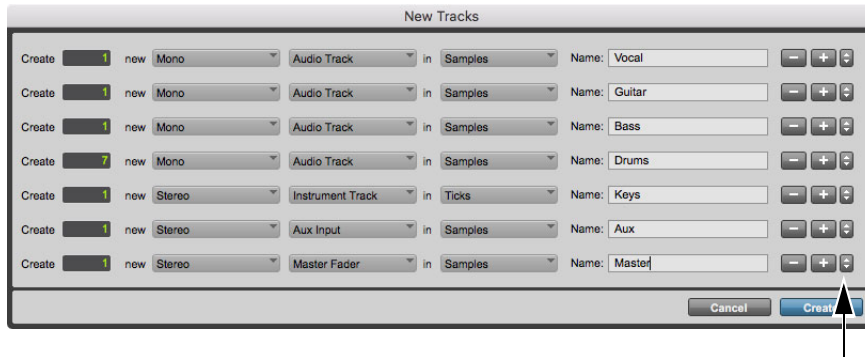 New Tracks
Create 1 new Mono Audio Track in Samples Name: Vocal
Create 1 new Mono Audio Track in Samples Name: Guitar
Create 1 new Mono Audio Track in Samples Name: Bass
Create 7 new Mono Audio Track in Samples Name: Drums
Create 1 new Stereo Instrument Track in Ticks Name: Keys
Create 1 new Stereo Aux Input in Samples Name: Aux
Create 1 new Stereo Master Fader in Samples Name: Master
Cancel Create